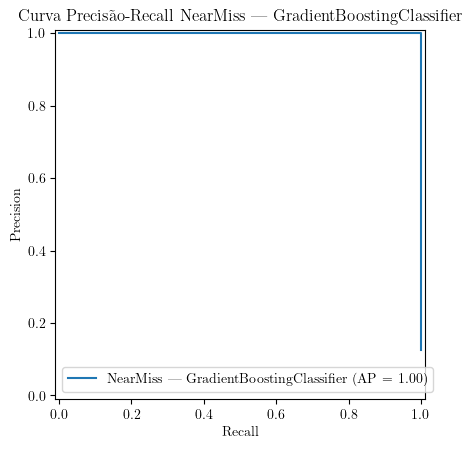 Curva Precisão-Recall NearMiss — GradientBoostingClassifier
1.0
0.8
0.6
0.4
0.2
0.0
Precision
NearMiss — GradientBoostingClassifier (AP = 1.00)
0.0 0.2 0.4 0.6 0.8 1.0
Recall